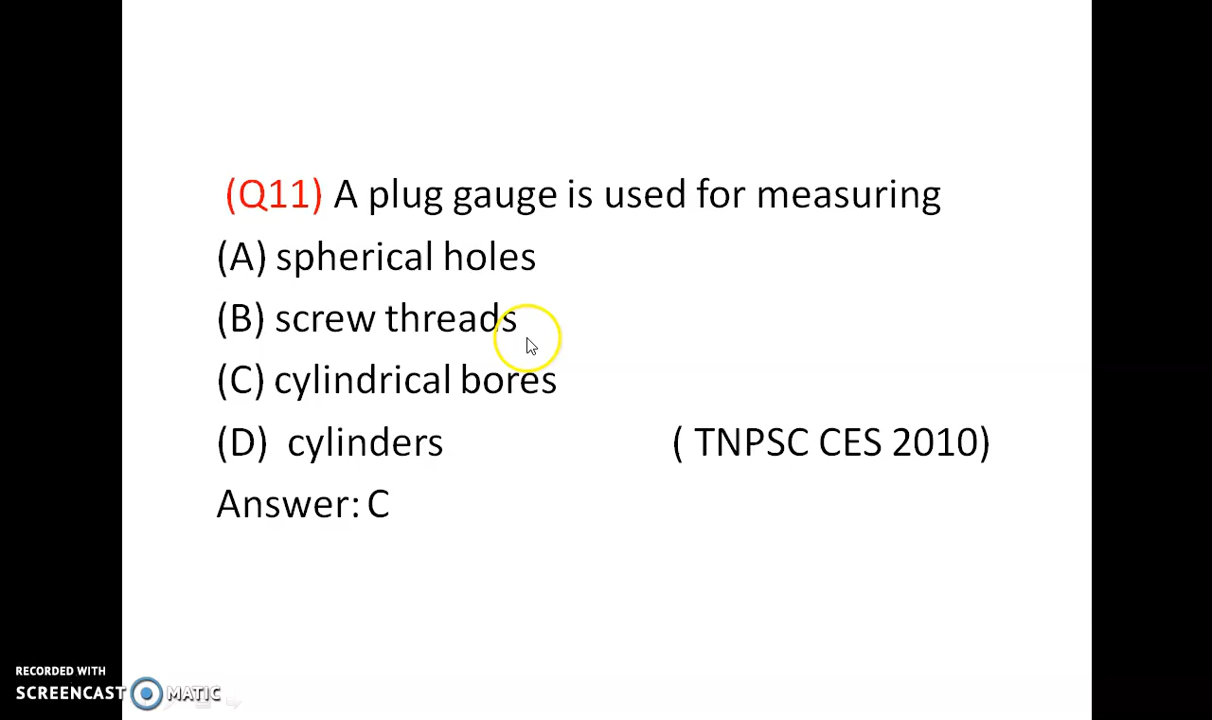 (Q11) A plug gauge is used for measuring
(A) spherical holes
(B) screw threads
(C) cylindrical bores
(D) cylinders ( TNPSC CES 2010)
Answer: C
RECORDED WITH
SCREENCAST MATIC